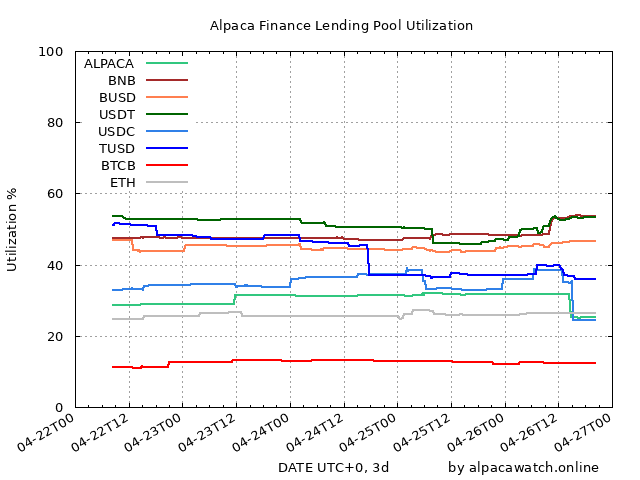 Alpaca Finance Lending Pool Utilization
100
80
60
40
20
0
Utilization %
ALPACA
BNB
BUSD
USDT
USDC
TUSD
BTCB
ETH
04-22T00
04-22T12
04-23T00
04-23T12
04-24T00
04-24T12
04-25T00
04-25T12
04-26T00
04-26T12
04-27T00
DATE UTC+0, 3d
by alpacawatch.online